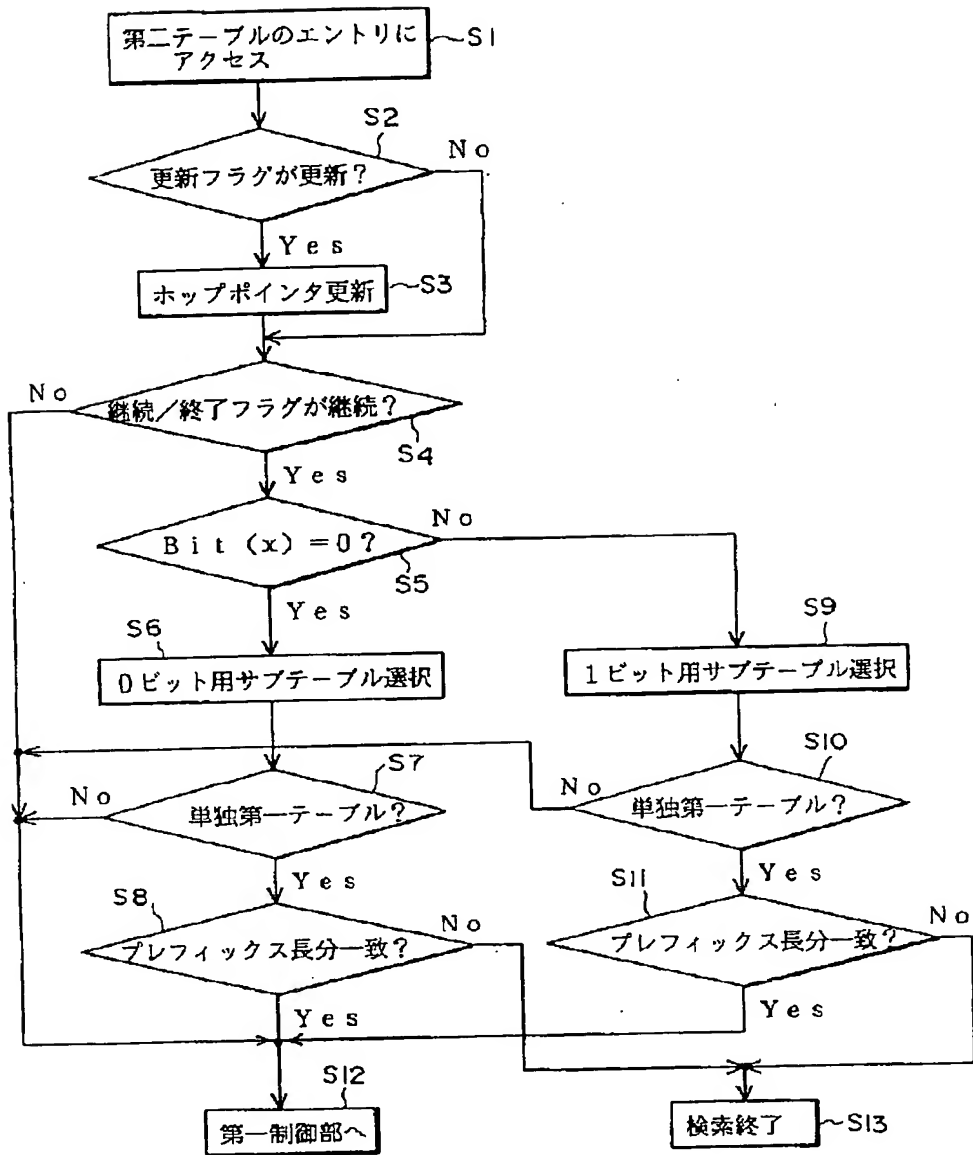 第二テーブルのエントリに
アクセス
S1
S2
No
更新フラグが更新?
Yes
ホップポインタ更新
S3
No
継続/終了フラグが継続?
S4
Yes
No
Bit(x)=0?
S5
Yes
S6
S9
0ビット用サブテーブル選択
1ビット用サブテーブル選択
S7
S10
No
単独第一テーブル?
No
単独第一テーブル?
Yes
Yes
S8
S11
No
No
プレフィックス長分一致?
プレフィックス長分一致?
Yes
Yes
S12
第一制御部へ
検索終了
S13